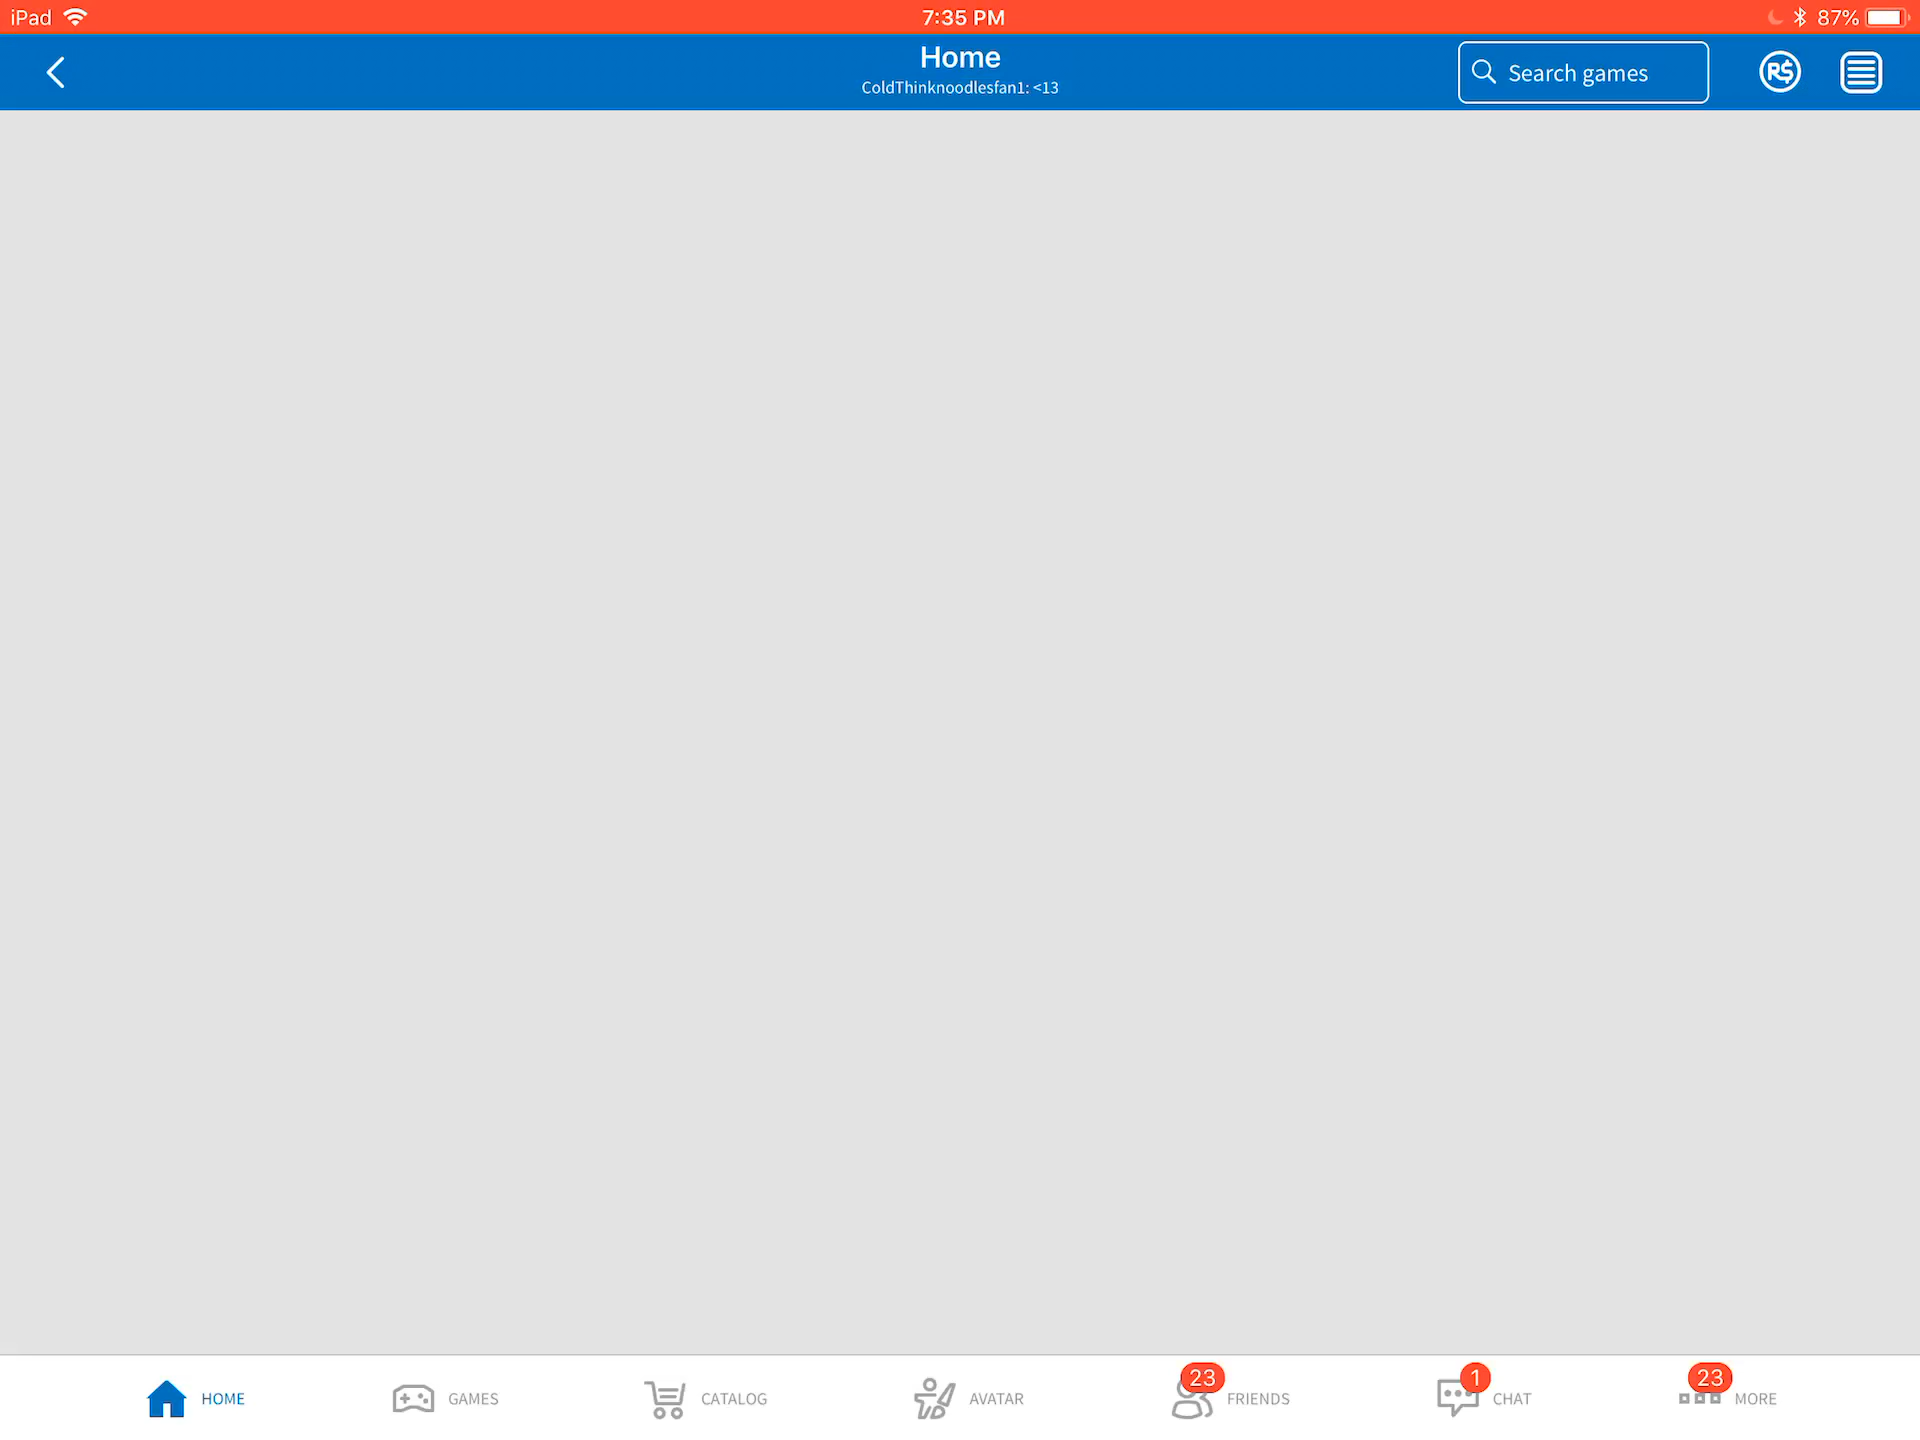 iPad
7:35 PM
87%
Home
ColdThinknoodlesfan1: <13
Search games
R$
HOME
GAMES
CATALOG
AVATAR
23
FRIENDS
1
CHAT
23
MORE